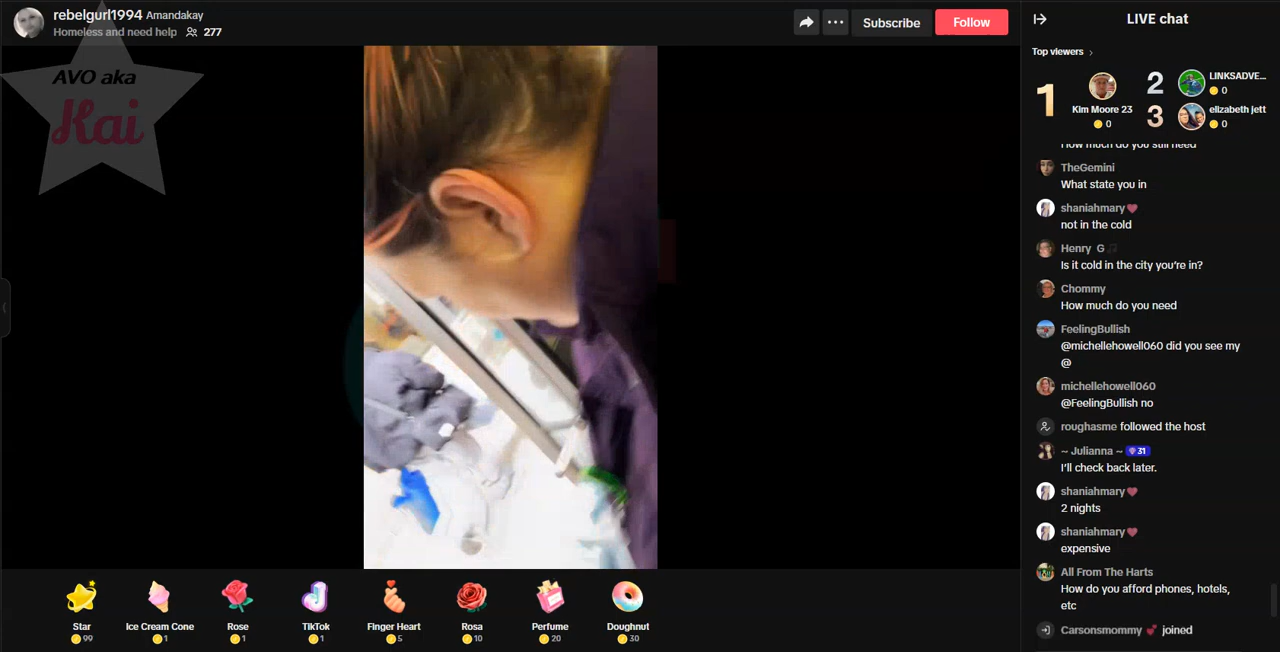 rebelgurl1994 Amandakay
Homeless and need help 277
Subscribe
Follow
AVO aka
Kai
LIVE chat
Top viewers
1
Kim Moore 23
0
2
LINKSADVE...
0
3
elizabeth jett
0
How much do you still need
TheGemini
What state you in
shaniahmary
not in the cold
Henry G
Is it cold in the city you're in?
Chommy
How much do you need
FeelingBullish
@michellehowell060 did you see my
@
michellehowell060
@FeelingBullish no
roughasme followed the host
~ Julianna ~ 31
I'll check back later.
shaniahmary
2 nights
shaniahmary
expensive
All From The Harts
How do you afford phones, hotels,
etc
Carsonsmommy joined
Star
99
Ice Cream Cone
1
Rose
1
TikTok
1
Finger Heart
5
Rosa
10
Perfume
20
Doughnut
30